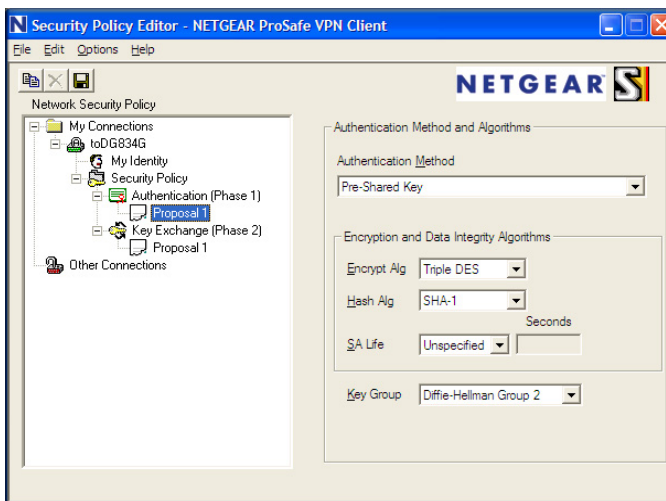 Security Policy Editor - NETGEAR ProSafe VPN Client
File Edit Options Help
NETGEAR
Network Security Policy
My Connections
toDG834G
My Identity
Security Policy
Authentication (Phase 1)
Proposal 1
Key Exchange (Phase 2)
Proposal 1
Other Connections
Authentication Method and Algorithms
Authentication Method
Pre-Shared Key
Encryption and Data Integrity Algorithms
Encrypt Alg Triple DES
Hash Alg SHA-1
Seconds
SA Life Unspecified
Key Group Diffie-Hellman Group 2